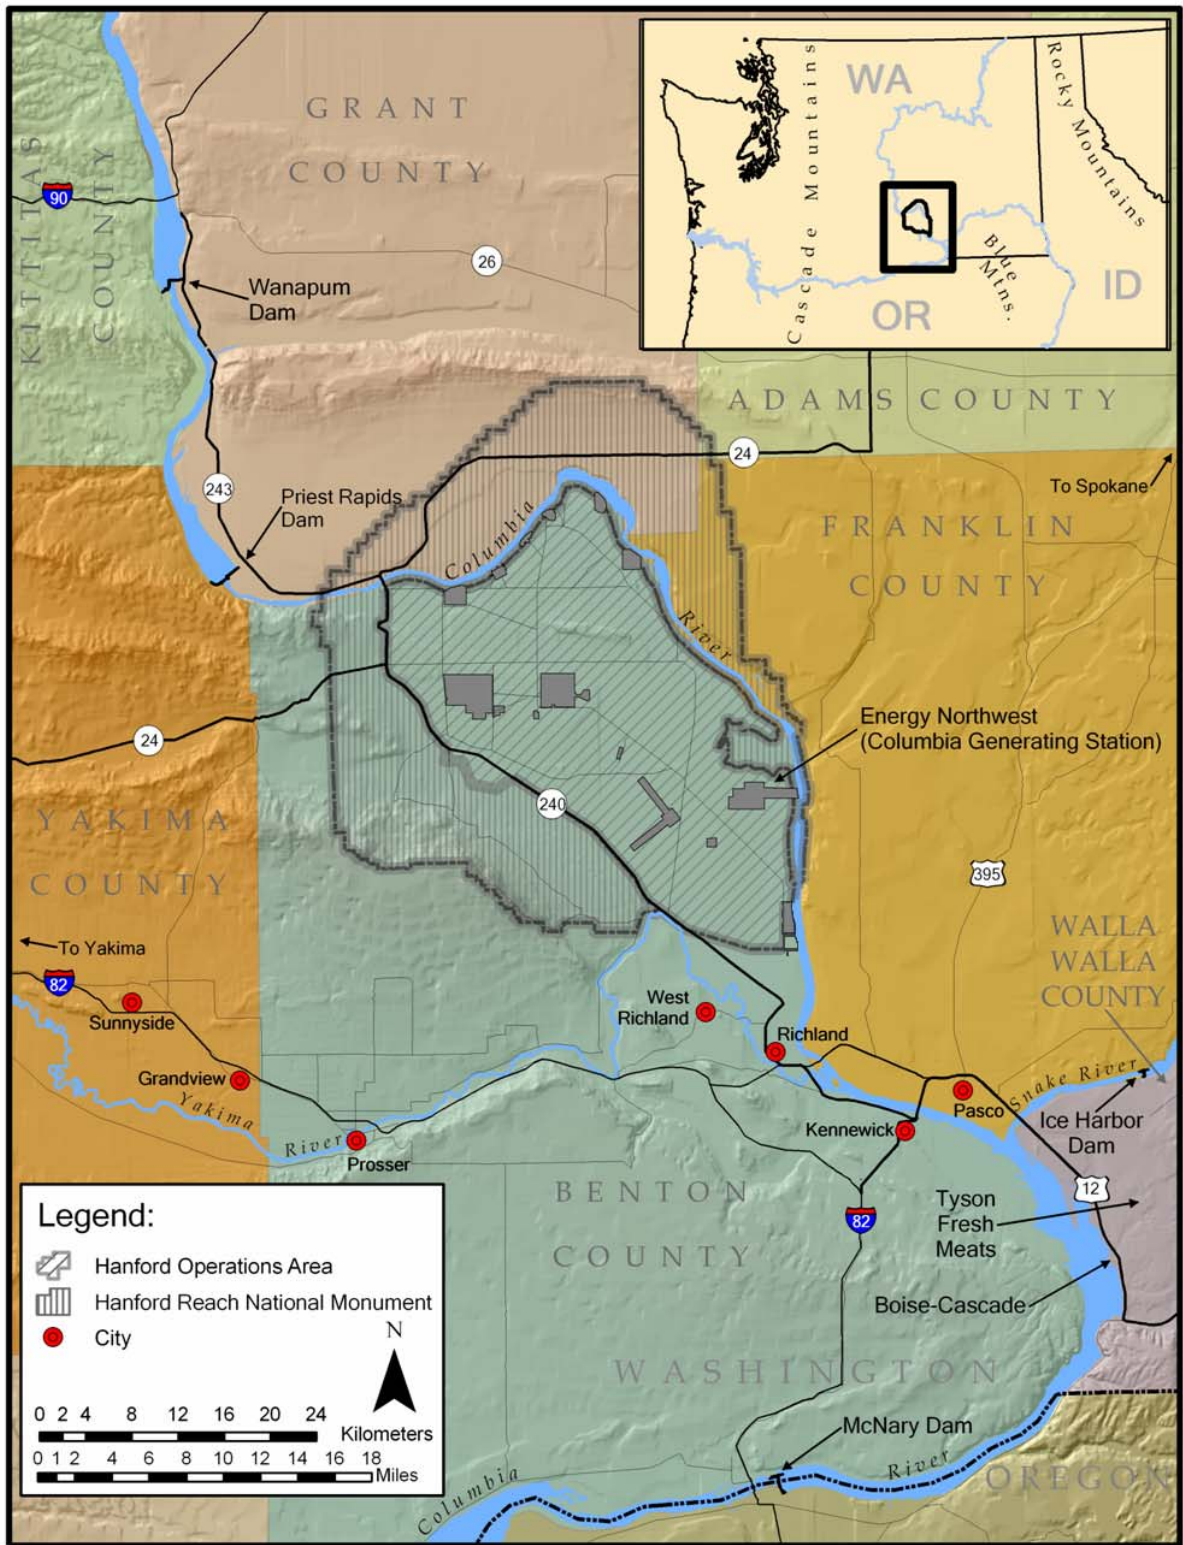 GRANT
COUNTY
KITTITAS
COUNTY
90
26
Wanapum
Dam
WA
OR
ID
Cascade Mountains
Rocky Mountains
Blue
Mtns.
ADAMS COUNTY
24
To Spokane
243
Priest Rapids
Dam
Columbia
River
FRANKLIN
COUNTY
Energy Northwest
(Columbia Generating Station)
24
240
YAKIMA
COUNTY
395
To Yakima
82
WALLA
WALLA
COUNTY
Sunnyside
West
Richland
Richland
Grandview
Yakima
River
Prosser
Snake River
Pasco
Kennewick
Ice Harbor
Dam
12
BENTON
COUNTY
82
Tyson
Fresh
Meats
Boise-Cascade
WASHINGTON
McNary Dam
Columbia
River
OREGON
Legend:
Hanford Operations Area
Hanford Reach National Monument
City
N
0 2 4 8 12 16 20 24
Kilometers
0 1 2 4 6 8 10 12 14 16 18
Miles